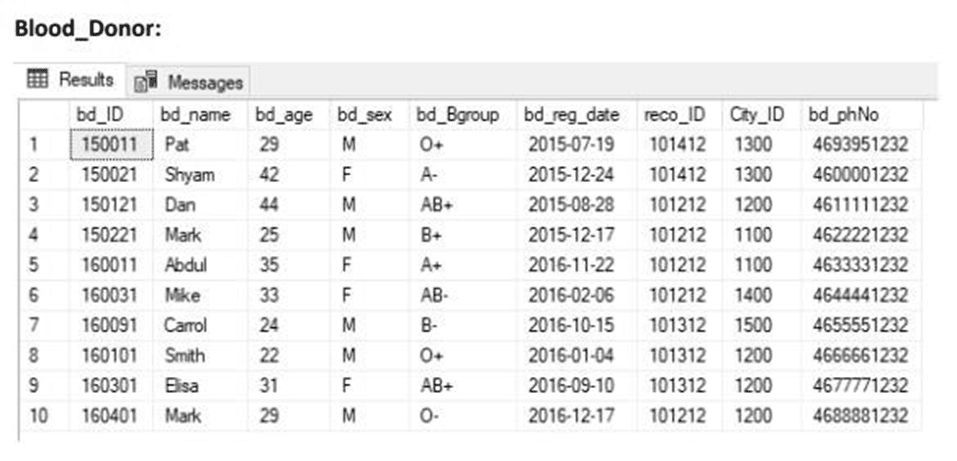 Blood_Donor:
Results Messages
bd_ID bd_name bd_age bd_sex bd_Bgroup bd_reg_date reco_ID City_ID bd_phNo
1 150011 Pat 29 M O+ 2015-07-19 101412 1300 4693951232
2 150021 Shyam 42 F A- 2015-12-24 101412 1300 4600001232
3 150121 Dan 44 M AB+ 2015-08-28 101212 1200 4611111232
4 150221 Mark 25 M B+ 2015-12-17 101212 1100 4622221232
5 160011 Abdul 35 F A+ 2016-11-22 101212 1100 4633331232
6 160031 Mike 33 F AB- 2016-02-06 101212 1400 4644441232
7 160091 Carrol 24 M B- 2016-10-15 101312 1500 4655551232
8 160101 Smith 22 M O+ 2016-01-04 101312 1200 4666661232
9 160301 Elisa 31 F AB+ 2016-09-10 101312 1200 4677771232
10 160401 Mark 29 M O- 2016-12-17 101212 1200 4688881232